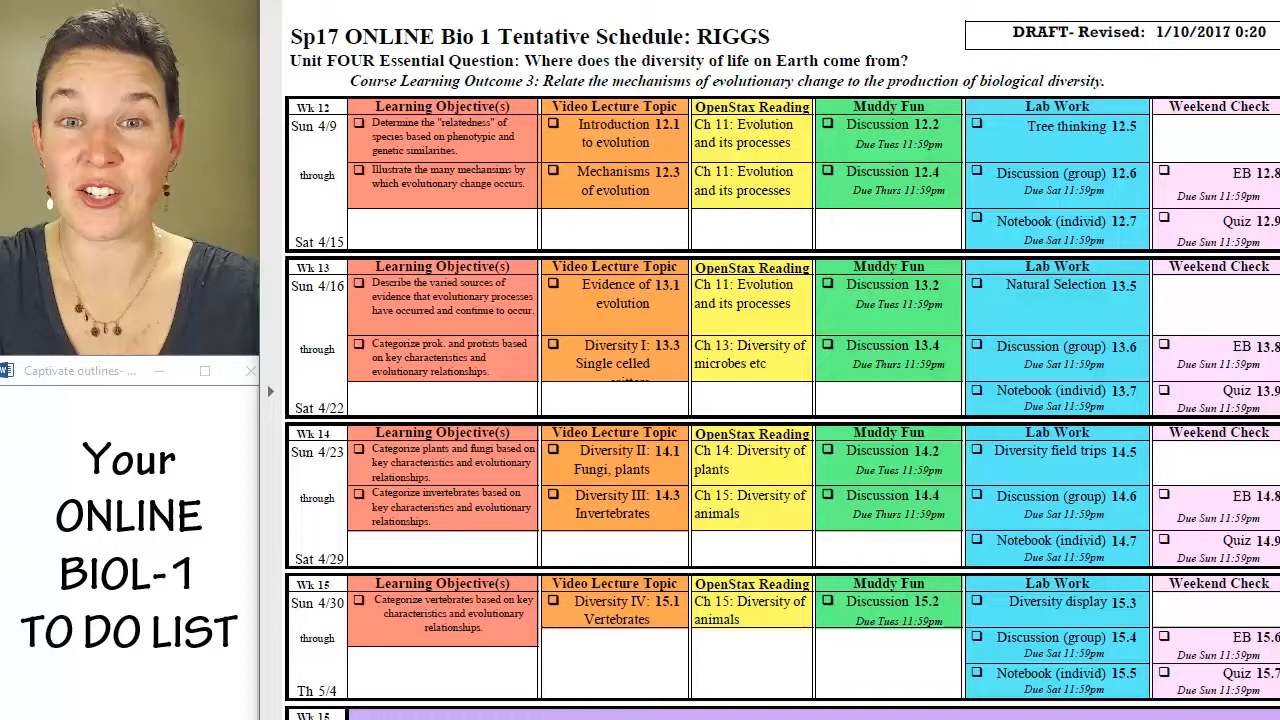 Sp17 ONLINE Bio 1 Tentative Schedule: RIGGS
DRAFT- Revised: 1/10/2017 0:20
Unit FOUR Essential Question: Where does the diversity of life on Earth come from?
Course Learning Outcome 3: Relate the mechanisms of evolutionary change to the production of biological diversity.
Wk 12 Learning Objective(s) Video Lecture Topic OpenStax Reading Muddy Fun Lab Work Weekend Check
Sun 4/9
Determine the "relatedness" of
species based on phenotypic and
genetic similarities.
Introduction 12.1
to evolution
Ch 11: Evolution
and its processes
Discussion 12.2
Due Tues 11:59pm
Tree thinking 12.5
through
Illustrate the many mechansims by
which evolutionary change occurs.
Mechanisms 12.3
of evolution
Ch 11: Evolution
and its processes
Discussion 12.4
Due Thurs 11:59pm
Discussion (group) 12.6
Due Sat 11:59pm
EB 12.8
Due Sun 11:59pm
Sat 4/15
Notebook (individ) 12.7
Due Sat 11:59pm
Quiz 12.9
Due Sun 11:59pm
Wk 13 Learning Objective(s) Video Lecture Topic OpenStax Reading Muddy Fun Lab Work Weekend Check
Sun 4/16
Describe the varied sources of
evidence that evolutionary processes
have occurred and continue to occur.
Evidence of 13.1
evolution
Ch 11: Evolution
and its processes
Discussion 13.2
Due Tues 11:59pm
Natural Selection 13.5
through
Categorize prok. and protists based
on key characteristics and
evolutionary relationships.
Diversity I: 13.3
Single celled
Ch 13: Diversity of
microbes etc
Discussion 13.4
Due Thurs 11:59pm
Discussion (group) 13.6
Due Sat 11:59pm
EB 13.8
Due Sun 11:59pm
Sat 4/22
Notebook (individ) 13.7
Due Sat 11:59pm
Quiz 13.9
Due Sun 11:59pm
Wk 14 Learning Objective(s) Video Lecture Topic OpenStax Reading Muddy Fun Lab Work Weekend Check
Sun 4/23
Categorize plants and fungi based on
key characteristics and evolutionary
relationships.
Diversity II: 14.1
Fungi, plants
Ch 14: Diversity of
plants
Discussion 14.2
Due Tues 11:59pm
Diversity field trips 14.5
through
Categorize invertebrates based on
key characteristics and evolutionary
relationships.
Diversity III: 14.3
Invertebrates
Ch 15: Diversity of
animals
Discussion 14.4
Due Thurs 11:59pm
Discussion (group) 14.6
Due Sat 11:59pm
EB 14.8
Due Sun 11:59pm
Sat 4/29
Notebook (individ) 14.7
Due Sat 11:59pm
Quiz 14.9
Due Sun 11:59pm
Wk 15 Learning Objective(s) Video Lecture Topic OpenStax Reading Muddy Fun Lab Work Weekend Check
Sun 4/30
Categorize vertebrates based on key
characteristics and evolutionary
relationships.
Diversity IV: 15.1
Vertebrates
Ch 15: Diversity of
animals
Discussion 15.2
Due Tues 11:59pm
Diversity display 15.3
through
Discussion (group) 15.4
Due Sat 11:59pm
EB 15.6
Due Sun 11:59pm
Th 5/4
Notebook (individ) 15.5
Due Sat 11:59pm
Quiz 15.7
Due Sun 11:59pm
Wk 15
Captivate outlines- ...
Your
ONLINE
BIOL-1
TO DO LIST